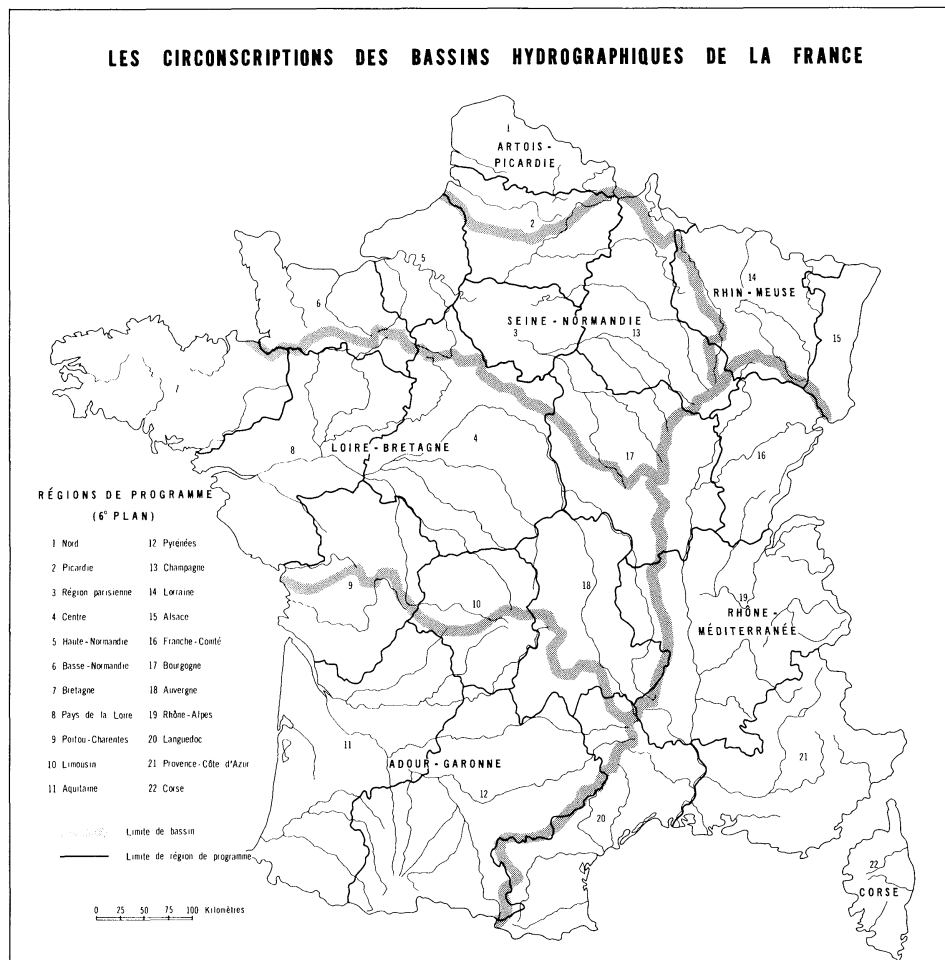 LES CIRCONSCRIPTIONS DES BASSINS HYDROGRAPHIQUES DE LA FRANCE
1
ARTOIS-
PICARDIE
2
5
14
RHIN-MEUSE
6
SEINE-NORMANDIE
3
13
15
7
4
8
LOIRE-BRETAGNE
17
16
RÉGIONS DE PROGRAMME
(6° PLAN)
1 Nord
2 Picardie
3 Région parisienne
4 Centre
5 Haute-Normandie
6 Basse-Normandie
7 Bretagne
8 Pays de la Loire
9 Poitou-Charentes
10 Limousin
11 Aquitaine
12 Pyrénées
13 Champagne
14 Lorraine
15 Alsace
16 Franche-Comté
17 Bourgogne
18 Auvergne
19 Rhône-Alpes
20 Languedoc
21 Provence-Côte d'Azur
22 Corse
9
10
18
19
RHÔNE-
MÉDITERRANÉE
11
ADOUR-GARONNE
12
21
20
12
22
CORSE
Limite de bassin
Limite de région de programme
0 25 50 75 100 Kilomètres